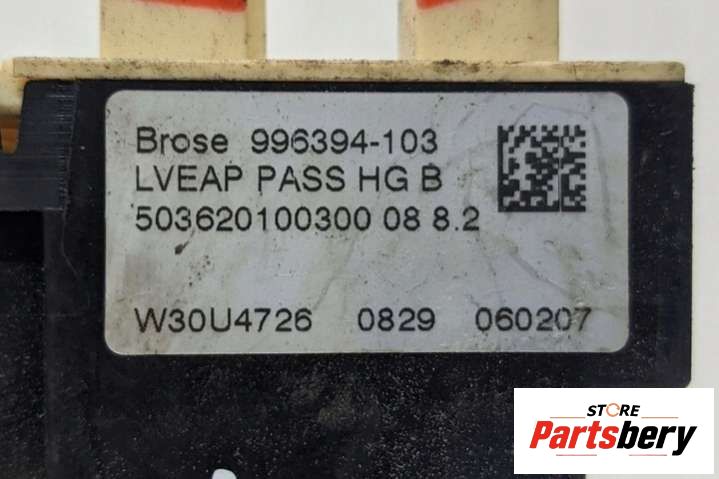 Brose 996394-103
LVEAP PASS HG B
503620100300 08 8.2
W30U4726 0829 060207
STORE
Partsbery